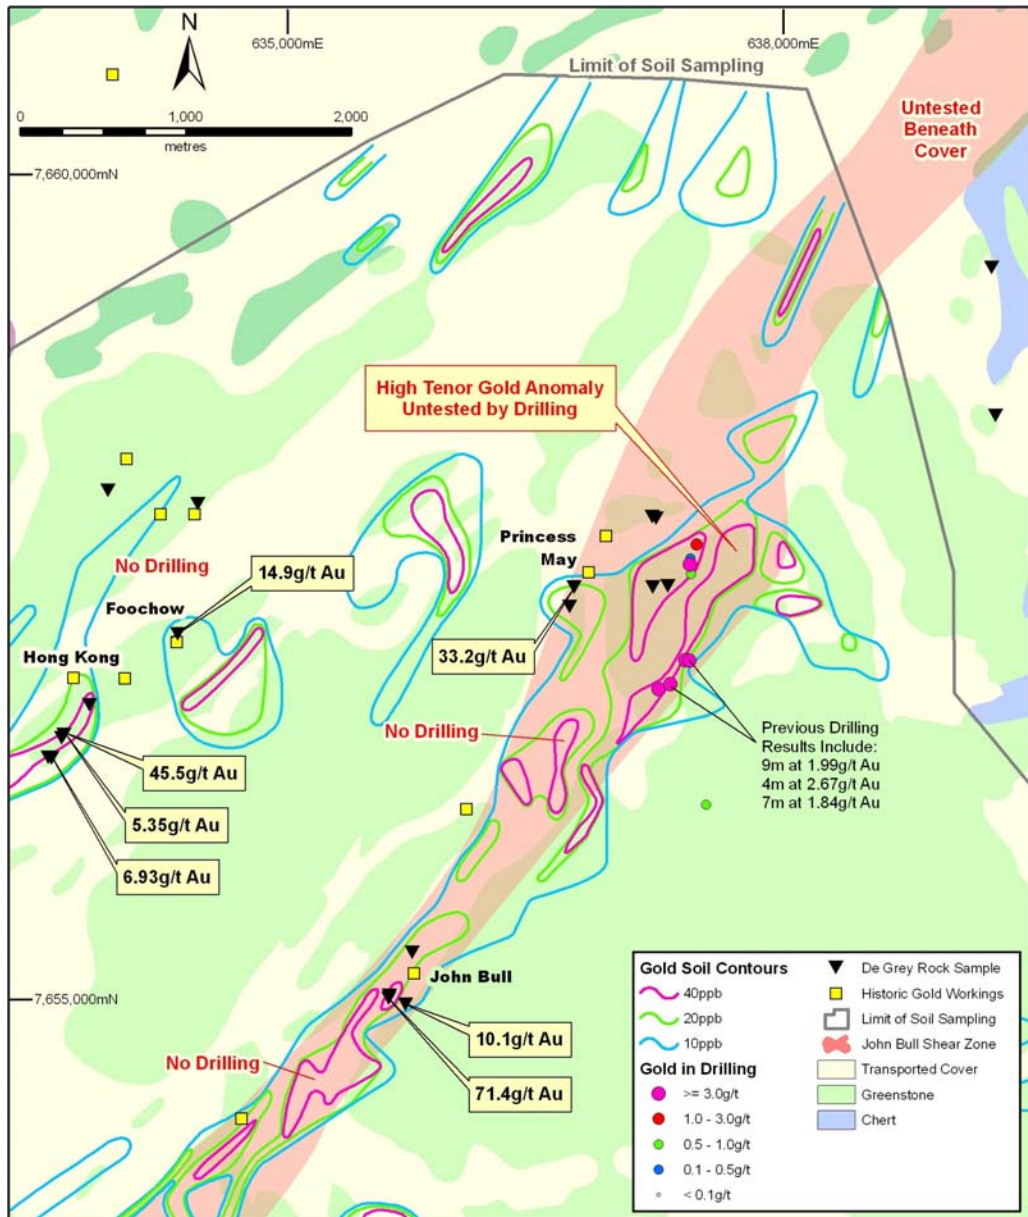 N
635,000mE
638,000mE
Limit of Soil Sampling
0
1,000
2,000
metres
Untested
Beneath
Cover
7,660,000mN
High Tenor Gold Anomaly
Untested by Drilling
Princess
May
No Drilling
14.9g/t Au
Foochow
33.2g/t Au
Hong Kong
No Drilling
Previous Drilling
Results Include:
9m at 1.99g/t Au
4m at 2.67g/t Au
7m at 1.84g/t Au
45.5g/t Au
5.35g/t Au
6.93g/t Au
John Bull
7,655,000mN
10.1g/t Au
No Drilling
71.4g/t Au
Gold Soil Contours
40ppb
20ppb
10ppb
Gold in Drilling
>= 3.0g/t
1.0 - 3.0g/t
0.5 - 1.0g/t
0.1 - 0.5g/t
< 0.1g/t
De Grey Rock Sample
Historic Gold Workings
Limit of Soil Sampling
John Bull Shear Zone
Transported Cover
Greenstone
Chert